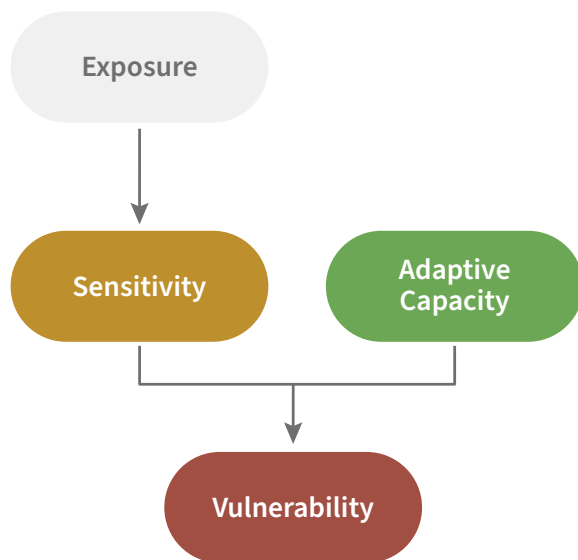 Exposure
Sensitivity
Adaptive
Capacity
Vulnerability